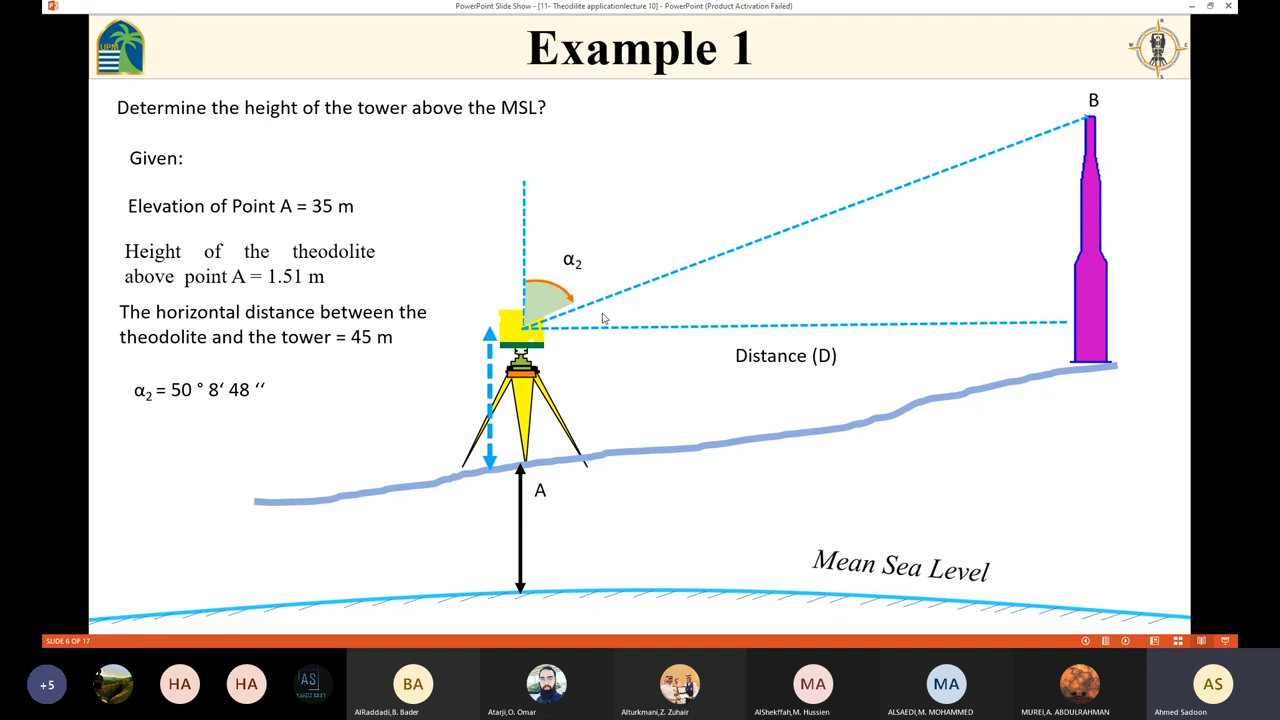 PowerPoint Slide Show - [11- Theodilite applicationlecture 10] - PowerPoint (Product Activation Failed)
UPM
Example 1
N
W
E
S
Determine the height of the tower above the MSL?
B
Given:
Elevation of Point A = 35 m
Height of the theodolite
above point A = 1.51 m
α2
The horizontal distance between the
theodolite and the tower = 45 m
Distance (D)
α2 = 50 ° 8‘ 48 ‘‘
A
Mean Sea Level
SLIDE 6 OF 17
+5
HA
HA
AS
BA
MA
MA
AS
AlRaddadi,B. Bader
Atarji,O. Omar
Alturkmani,Z. Zuhair
AlShekffah,M. Hussien
ALSAEDI,M. MOHAMMED
MUREI,A. ABDULRAHMAN
Ahmed Sadoon